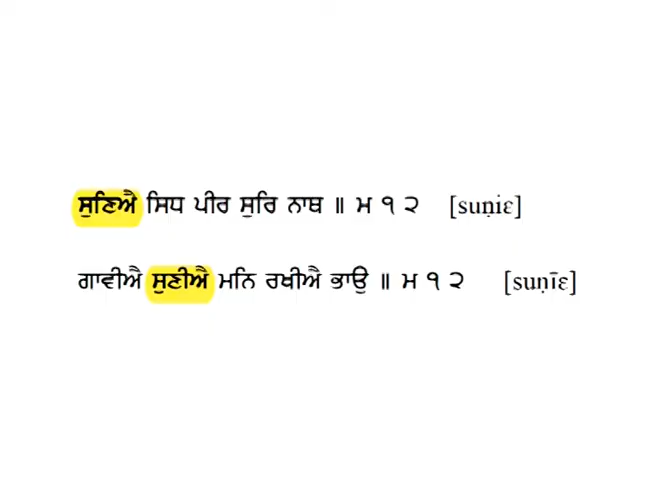 ਸੁਣਿਐ ਸਿਧ ਪੀਰ ਸੁਰਿ ਨਾਥ ॥ ਮ ੧ ੨ [suṇiɛ]
ਗਾਵੀਐ ਸੁਣੀਐ ਮਨਿ ਰਖੀਐ ਭਾਉ ॥ ਮ ੧ ੨ [suṇīɛ]